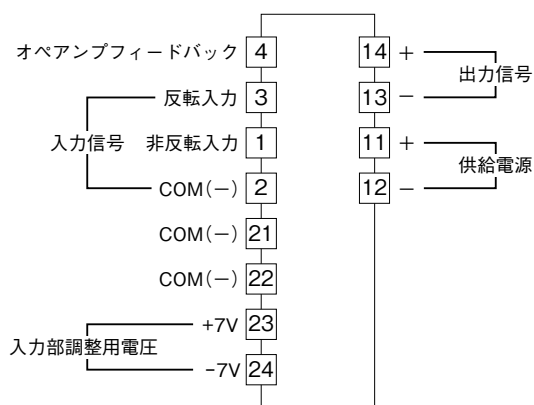 オペアンプフィードバック 4
14 + 出力信号
反転入力 3
13 −
入力信号 非反転入力 1
11 + 供給電源
COM(−) 2
12 −
COM(−) 21
COM(−) 22
+7V 23
入力部調整用電圧
−7V 24